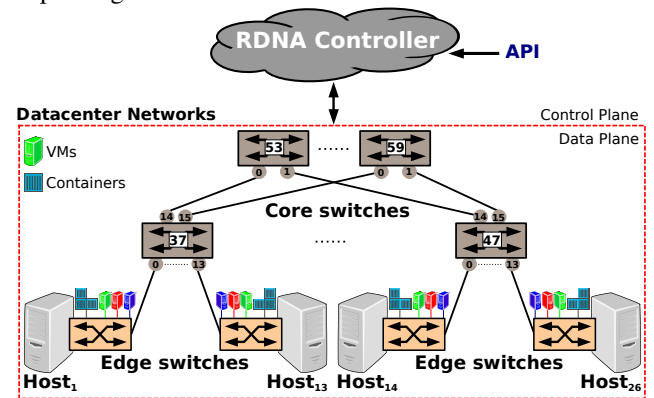 RDNA Controller
API
Datacenter Networks
Control Plane
Data Plane
VMs
Containers
53 ...... 59
0 1 0 1
Core switches
14 15 14 15
37 ...... 47
0 ........ 13 0 ........ 13
Edge switches Edge switches
Host1 Host13 Host14 Host26